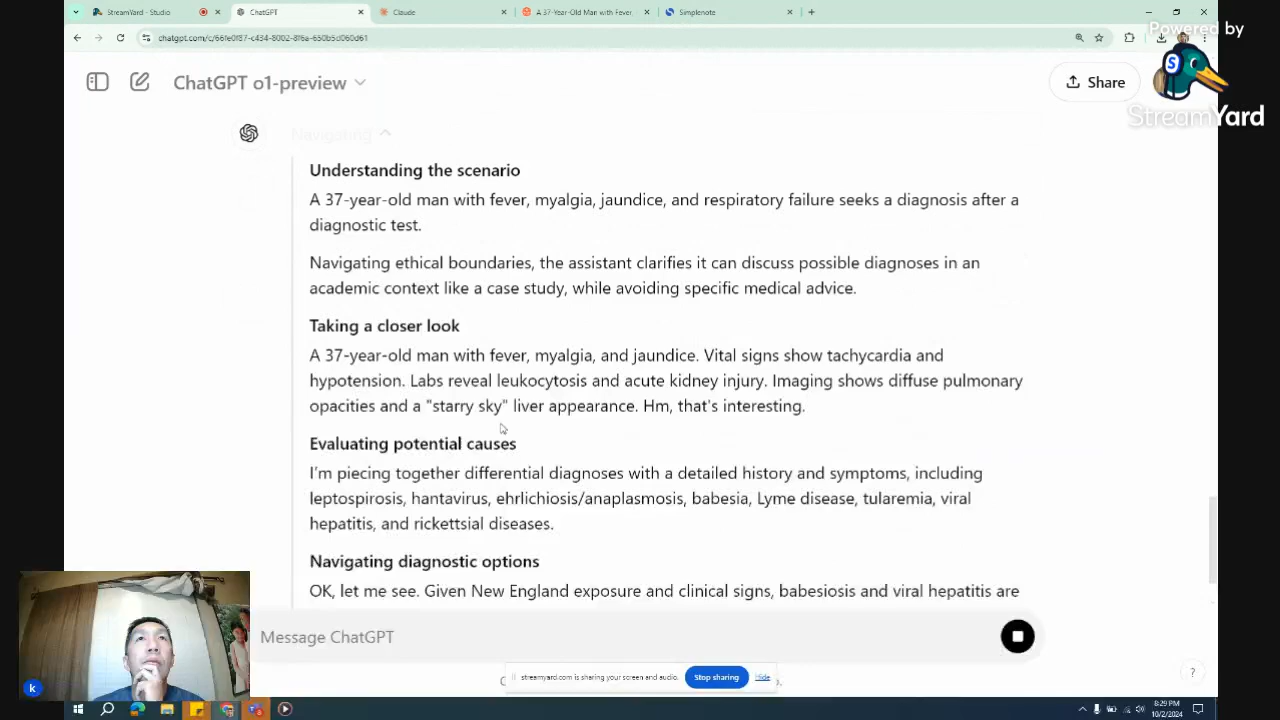 StreamYard - Studio
ChatGPT
Claude
A 37-Year-Old Man with Fever,
Simplenote
Powered by
chatgpt.com/c/
StreamYard
ChatGPT o1-preview
Share
Navigating
Understanding the scenario
A 37-year-old man with fever, myalgia, jaundice, and respiratory failure seeks a diagnosis after a
diagnostic test.
Navigating ethical boundaries, the assistant clarifies it can discuss possible diagnoses in an
academic context like a case study, while avoiding specific medical advice.
Taking a closer look
A 37-year-old man with fever, myalgia, and jaundice. Vital signs show tachycardia and
hypotension. Labs reveal leukocytosis and acute kidney injury. Imaging shows diffuse pulmonary
opacities and a "starry sky" liver appearance. Hm, that's interesting.
Evaluating potential causes
I'm piecing together differential diagnoses with a detailed history and symptoms, including
leptospirosis, hantavirus, ehrlichiosis/anaplasmosis, babesia, Lyme disease, tularemia, viral
hepatitis, and rickettsial diseases.
Navigating diagnostic options
OK, let me see. Given New England exposure and clinical signs, babesiosis and viral hepatitis are
Message ChatGPT
streamyard.com is sharing your screen and audio.
Stop sharing
Hide
?
k
8:29 PM
10/2/2024